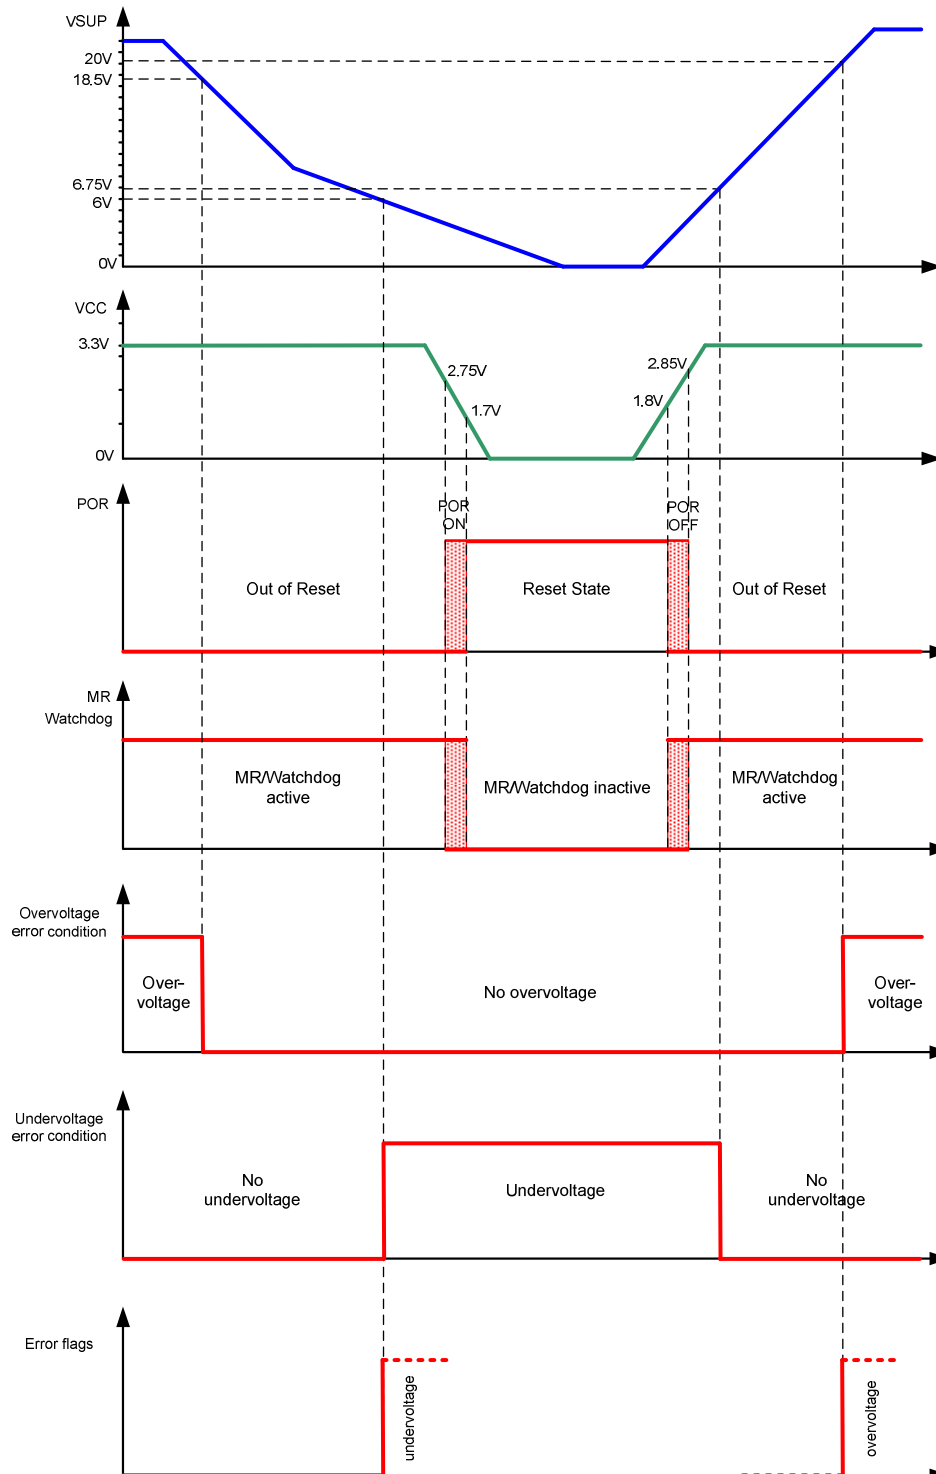 VSUP
20V
18.5V
6.75V
6V
0V
VCC
3.3V
2.75V
2.85V
1.7V
1.8V
0V
POR
POR
ON
POR
OFF
Out of Reset
Reset State
Out of Reset
MR
Watchdog
MR/Watchdog
active
MR/Watchdog inactive
MR/Watchdog
active
Overvoltage
error condition
Over-
voltage
No overvoltage
Over-
voltage
Undervoltage
error condition
No
undervoltage
Undervoltage
No
undervoltage
Error flags
undervoltage
overvoltage